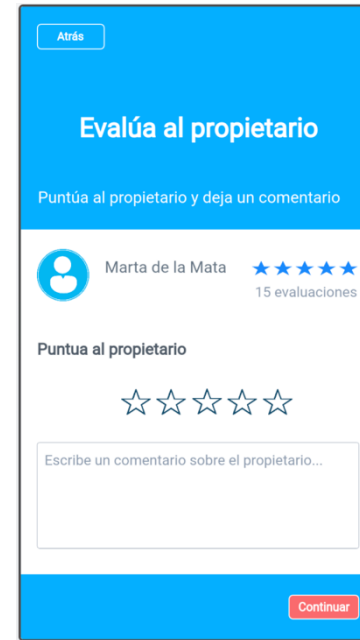 Atrás
Evalúa al propietario
Puntúa al propietario y deja un comentario
Marta de la Mata
15 evaluaciones
Puntua al propietario
Escribe un comentario sobre el propietario...
Continuar